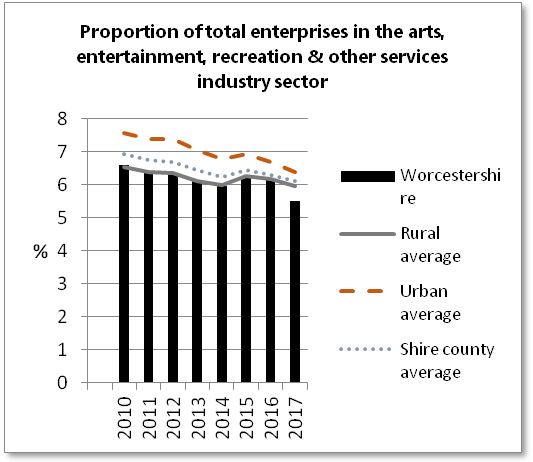 Proportion of total enterprises in the arts,
entertainment, recreation & other services
industry sector
8
7
6
5
% 4
3
2
1
0
2010
2011
2012
2013
2014
2015
2016
2017
Worcestershi
re
Rural
average
Urban
average
Shire county
average